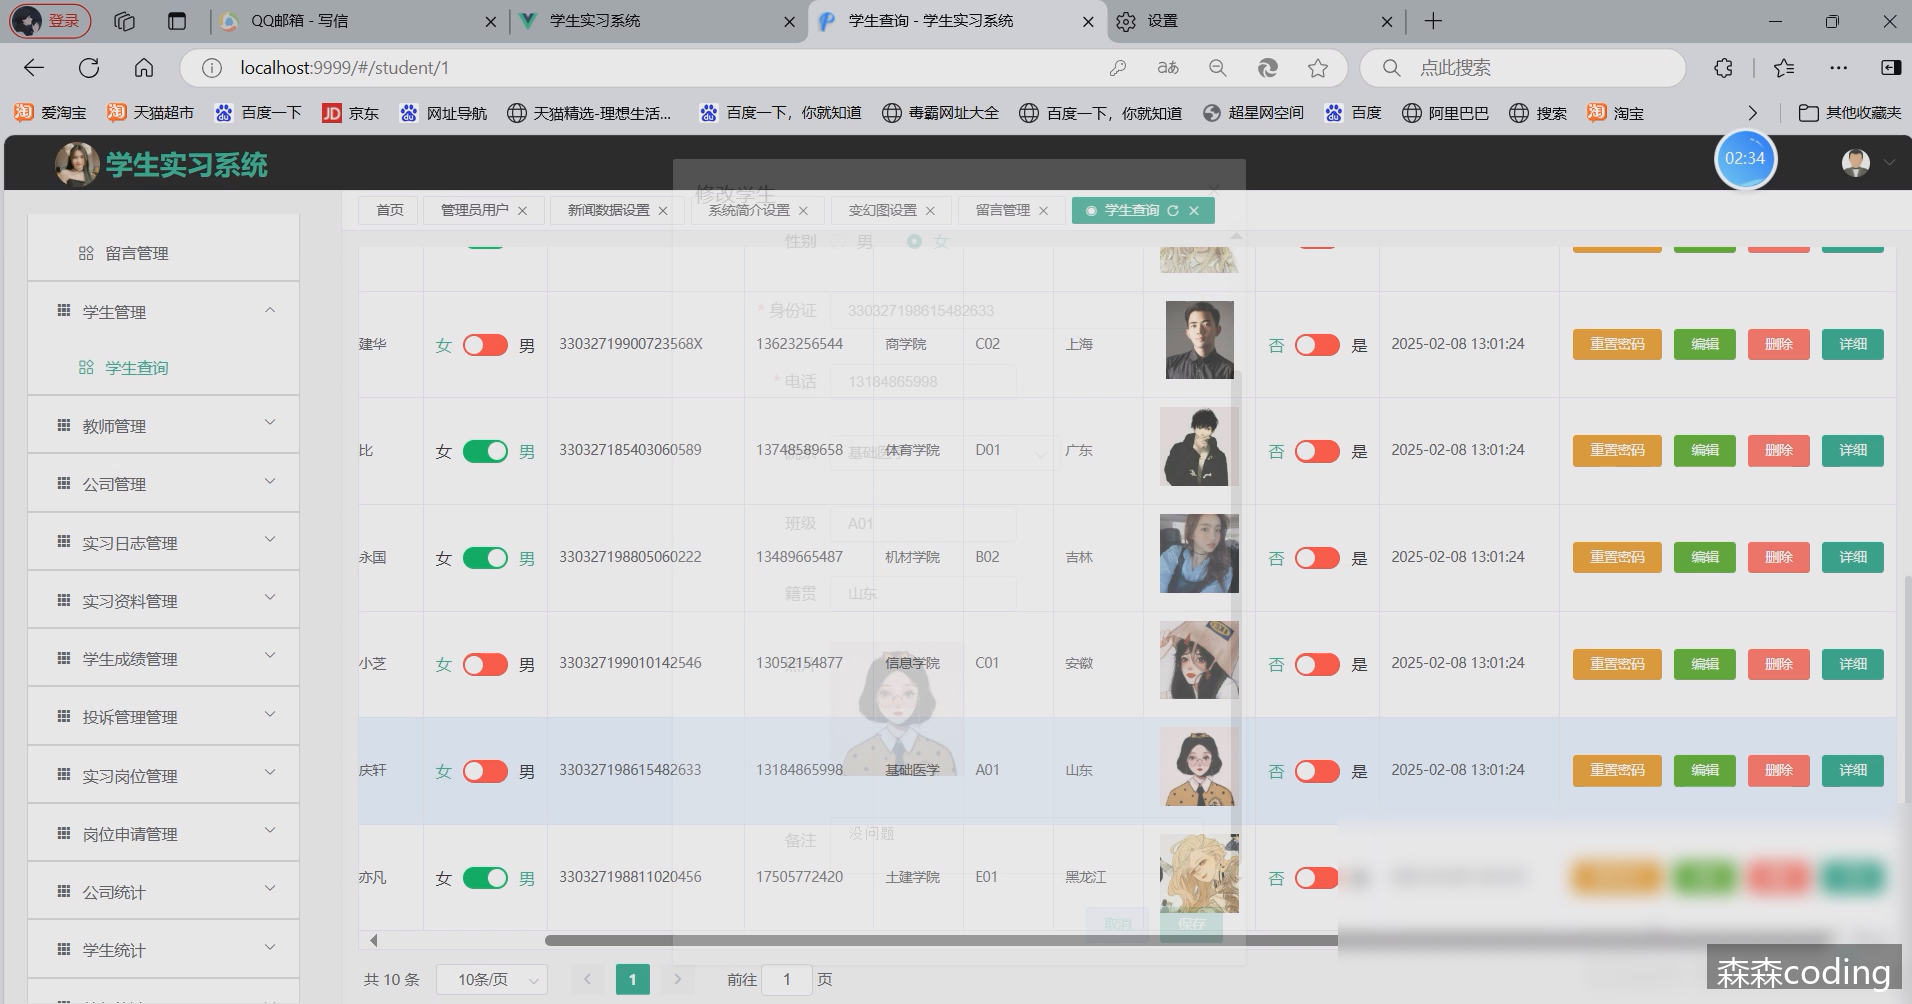 登录 QQ邮箱 - 写信 学生实习系统 学生查询 - 学生实习系统 设置
localhost:9999/#/student/1 aあ 点此搜索
爱淘宝 天猫超市 百度一下 京东 网址导航 天猫精选-理想生活... 百度一下，你就知道 毒霸网址大全 百度一下，你就知道 超星网空间 百度 阿里巴巴 搜索 淘宝 其他收藏夹
学生实习系统 02:34
修改学生
首页 管理员用户 新闻数据设置 系统简介设置 变幻图设置 留言管理 学生查询
性别 男 女
留言管理
学生管理
学生查询
教师管理
公司管理
实习日志管理
实习资料管理
学生成绩管理
投诉管理管理
实习岗位管理
岗位申请管理
公司统计
学生统计
* 身份证 330327198615482633
建华 女 男 33032719900723568X 13623256544 商学院 C02 上海 否 是 2025-02-08 13:01:24 重置密码 编辑 删除 详细
* 电话 13184865998
比 女 男 330327185403060589 13748589658 体育学院 D01 广东 否 是 2025-02-08 13:01:24 重置密码 编辑 删除 详细
班级 A01
永国 女 男 330327198805060222 13489665487 机材学院 B02 吉林 否 是 2025-02-08 13:01:24 重置密码 编辑 删除 详细
籍贯 山东
小芝 女 男 330327199010142546 13052154877 信息学院 C01 安徽 否 是 2025-02-08 13:01:24 重置密码 编辑 删除 详细
庆轩 女 男 330327198615482633 13184865998 基础医学 A01 山东 否 是 2025-02-08 13:01:24 重置密码 编辑 删除 详细
备注 没问题
亦凡 女 男 330327198811020456 17505772420 土建学院 E01 黑龙江 否
取消 保存
共 10 条 10条/页 1 前往 1 页
森森coding